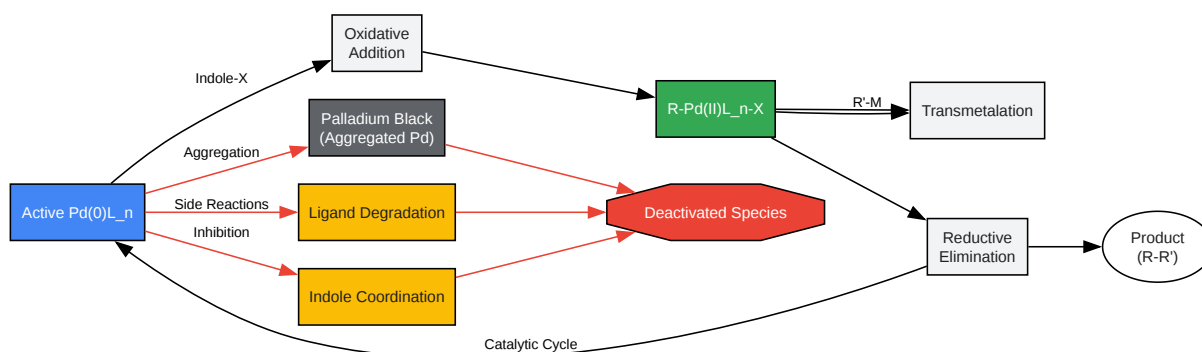 Oxidative
Addition
Indole-X
R-Pd(II)L_n-X
R'-M
Transmetalation
Palladium Black
(Aggregated Pd)
Aggregation
Active Pd(0)L_n
Side Reactions
Ligand Degradation
Deactivated Species
Inhibition
Indole Coordination
Reductive
Elimination
Product
(R-R')
Catalytic Cycle